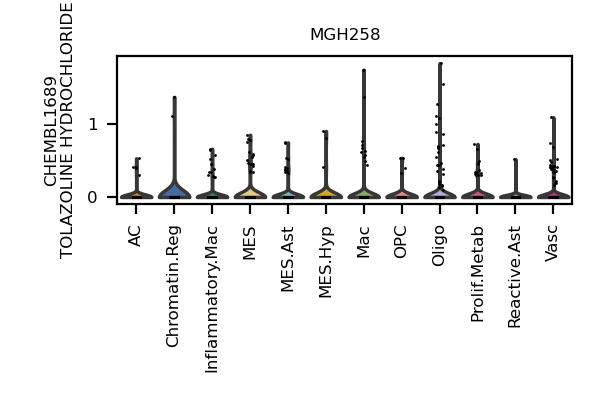 MGH258
CHEMBL1689
TOLAZOLINE HYDROCHLORIDE
1
0
AC
Chromatin.Reg
Inflammatory.Mac
MES
MES.Ast
MES.Hyp
Mac
OPC
Oligo
Prolif.Metab
Reactive.Ast
Vasc